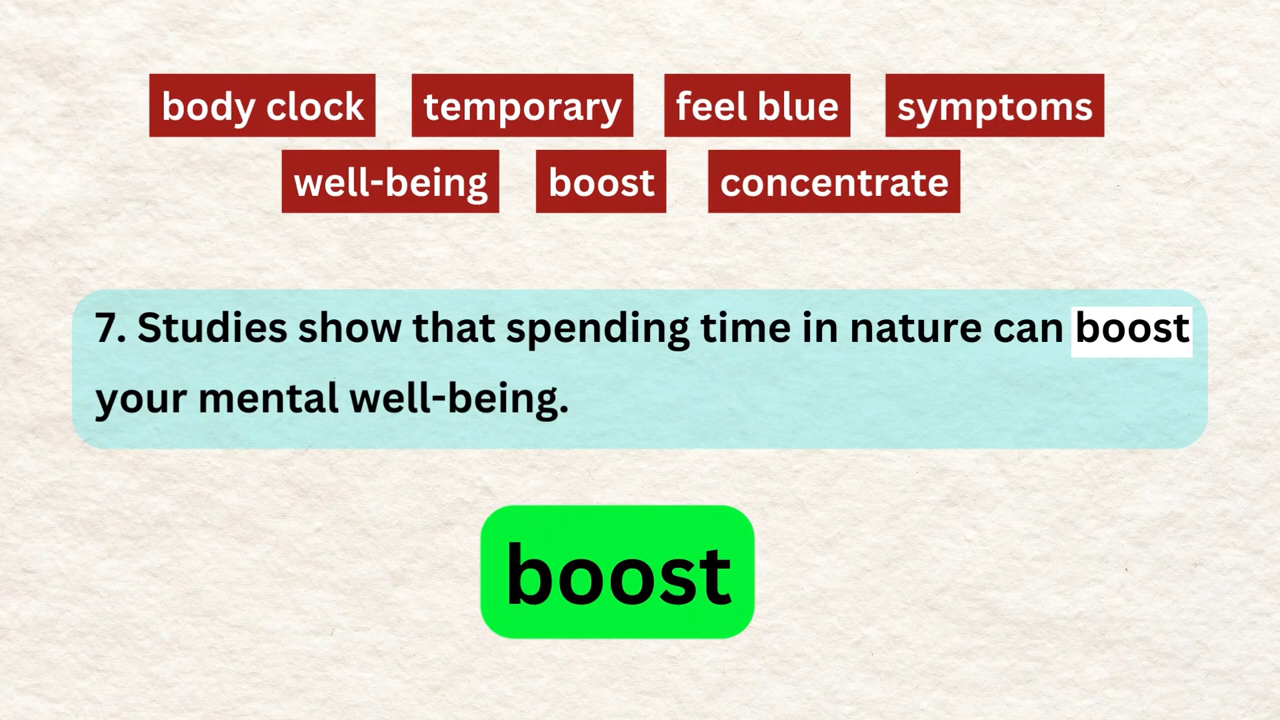 body clock temporary feel blue symptoms
well-being boost concentrate
7. Studies show that spending time in nature can boost
your mental well-being.
boost